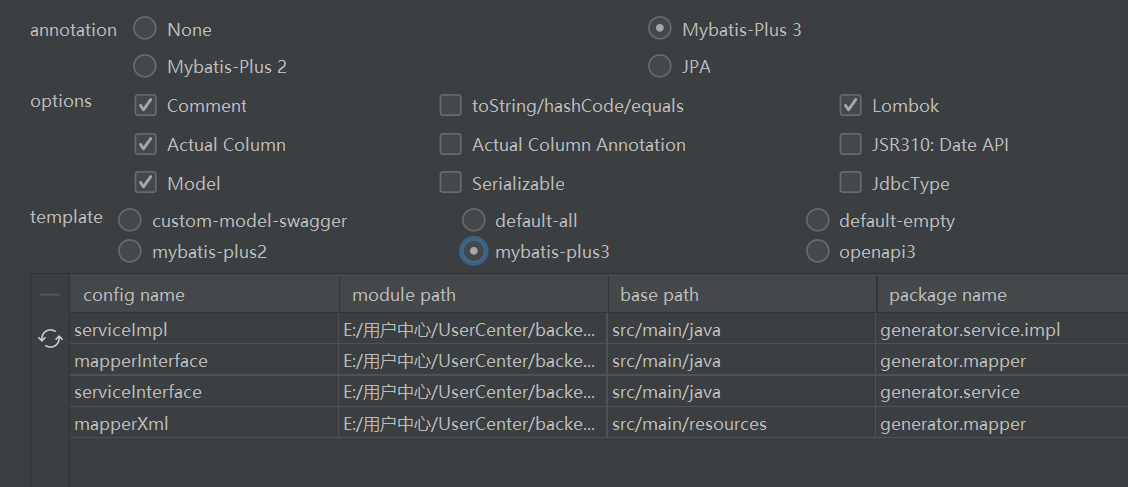 annotation None Mybatis-Plus 3
Mybatis-Plus 2 JPA
options Comment toString/hashCode/equals Lombok
Actual Column Actual Column Annotation JSR310: Date API
Model Serializable JdbcType
template custom-model-swagger default-all default-empty
mybatis-plus2 mybatis-plus3 openapi3
config name module path base path package name
serviceImpl E:/用户中心/UserCenter/backe... src/main/java generator.service.impl
mapperInterface E:/用户中心/UserCenter/backe... src/main/java generator.mapper
serviceInterface E:/用户中心/UserCenter/backe... src/main/java generator.service
mapperXml E:/用户中心/UserCenter/backe... src/main/resources generator.mapper